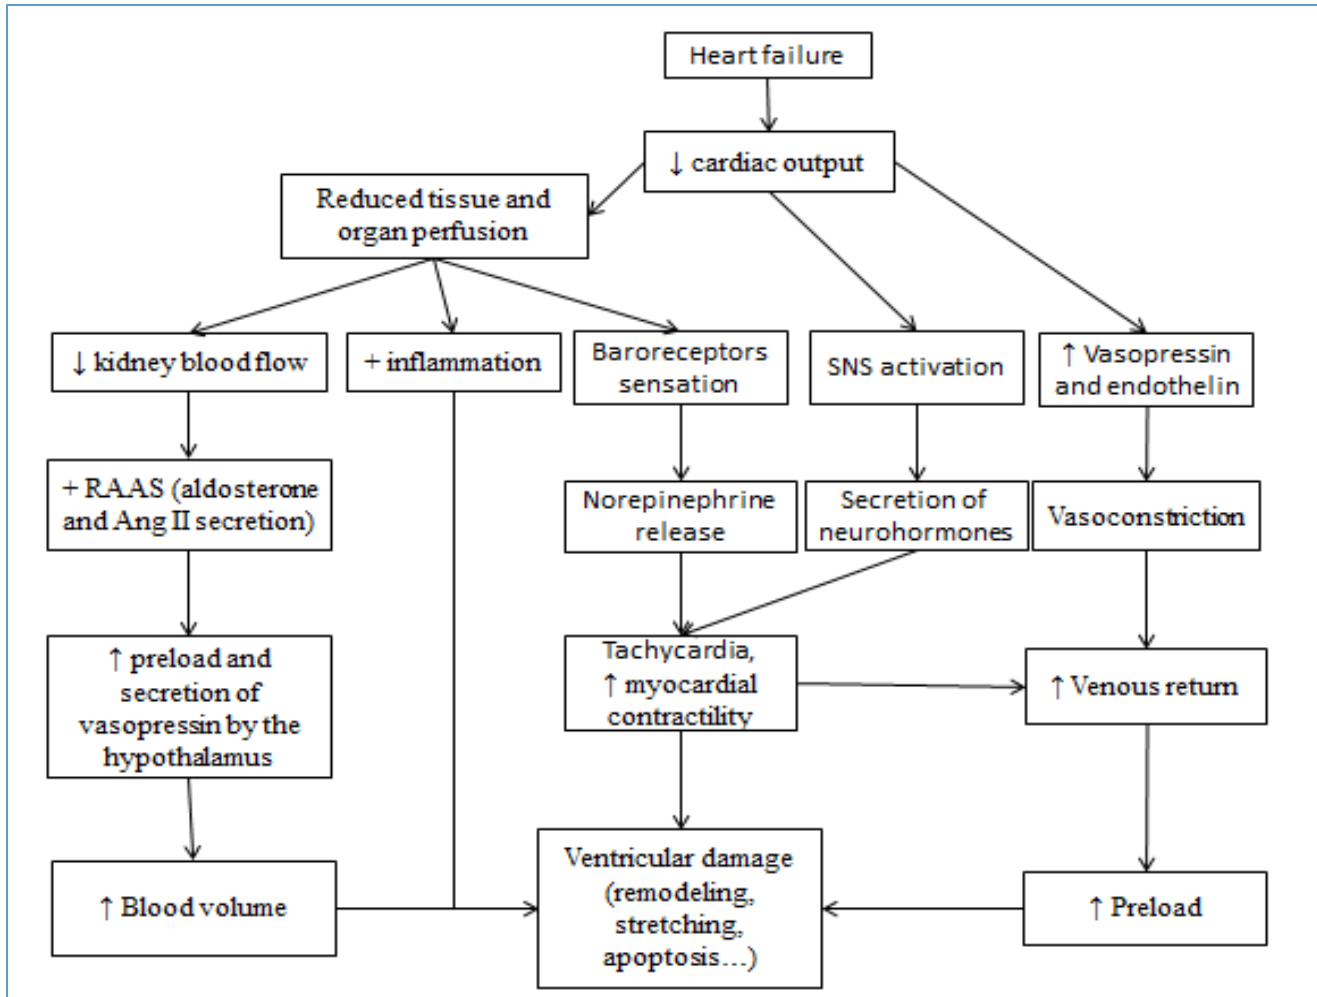 Heart failure
↓ cardiac output
Reduced tissue and
organ perfusion
↓ kidney blood flow
+ inflammation
Baroreceptors
sensation
SNS activation
↑ Vasopressin
and endothelin
+ RAAS (aldosterone
and Ang II secretion)
Norepinephrine
release
Secretion of
neurohormones
Vasoconstriction
↑ preload and
secretion of
vasopressin by the
hypothalamus
Tachycardia,
↑ myocardial
contractility
↑ Venous return
↑ Blood volume
Ventricular damage
(remodeling,
stretching,
apoptosis...)
↑ Preload